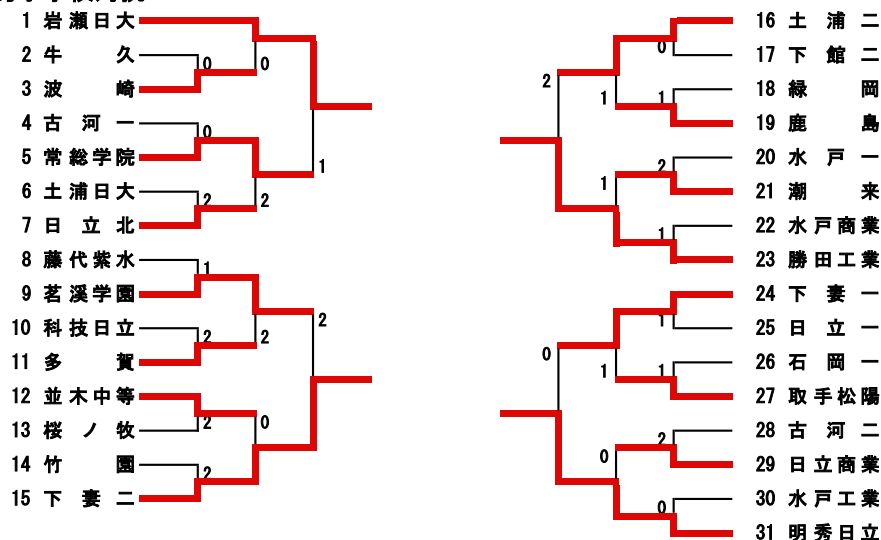 1 岩瀬日大
2 牛久
3 波崎
4 古河一
5 常総学院
6 土浦日大
7 日立北
8 藤代紫水
9 茗溪学園
10 科技日立
11 多賀
12 並木中等
13 桜ノ牧
14 竹園
15 下妻二
0
0
0
2
2
1
1
2
2
2
2
0
2
16 土浦二
17 下館二
18 緑岡
19 鹿島
20 水戸一
21 潮来
22 水戸商業
23 勝田工業
24 下妻一
25 日立一
26 石岡一
27 取手松陽
28 古河二
29 日立商業
30 水戸工業
31 明秀日立
0
2
1
1
2
1
1
1
0
1
1
2
0
0